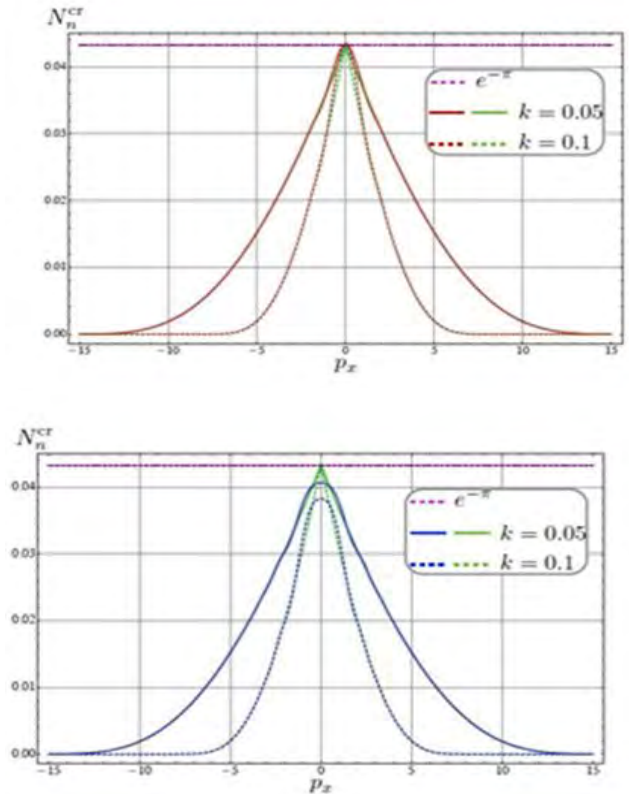 N_n^{cr}
0.04
e^{-π}
k = 0.05
0.03
k = 0.1
0.02
0.01
0.00
−15 −10 −5 0 5 10 15
p_x
N_n^{cr}
0.04
e^{-π}
k = 0.05
0.03
k = 0.1
0.02
0.01
0.00
−15 −10 −5 0 5 10 15
p_x